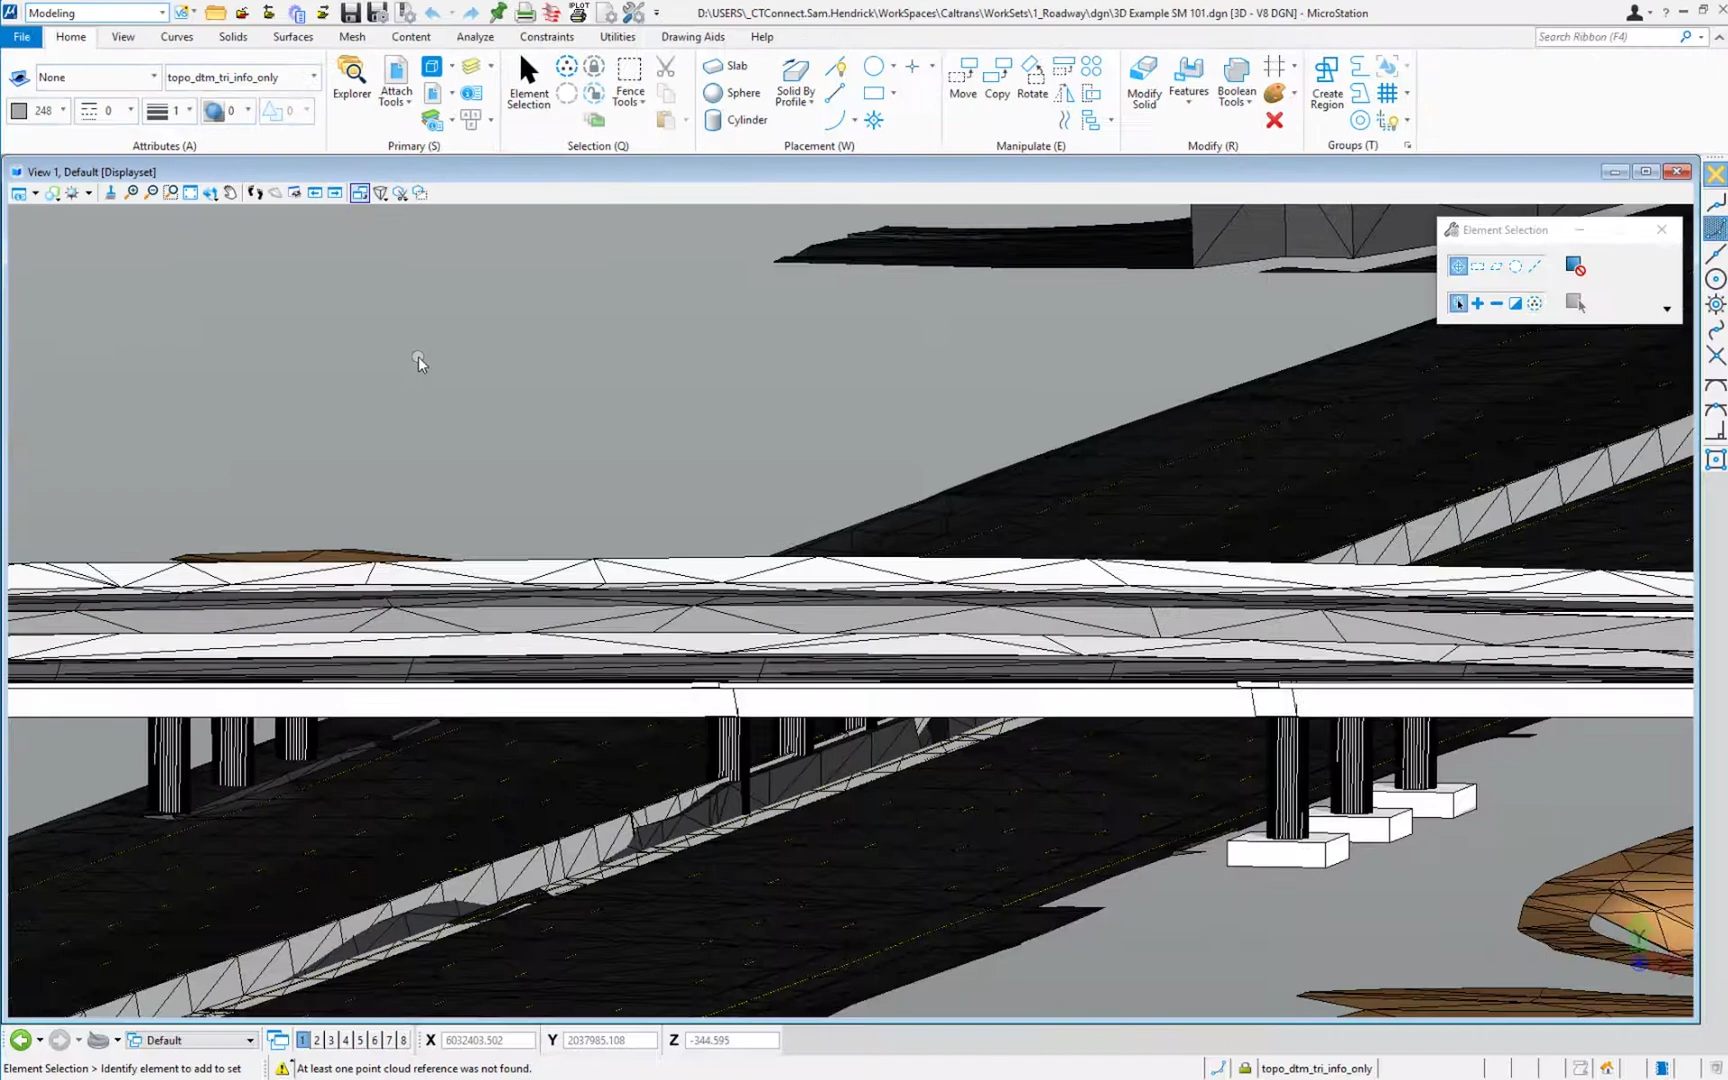 Modeling
D:\USERS\_CTConnect.Sam.Hendrick\WorkSpaces\Caltrans\WorkSets\1_Roadway\dgn\3D Example SM 101.dgn [3D - V8 DGN] - MicroStation
File Home View Curves Solids Surfaces Mesh Content Analyze Constraints Utilities Drawing Aids Help
Search Ribbon (F4)
None topo_dtm_tri_info_only
248 0 1 0 0
Attributes (A)
Explorer Attach Tools
Primary (S)
Element Selection Fence Tools
Selection (Q)
Slab
Sphere
Cylinder
Solid By Profile
Placement (W)
Move Copy Rotate
Manipulate (E)
Modify Solid Features Boolean Tools
Modify (R)
Create Region
Groups (T)
View 1, Default [Displayset]
Element Selection
Y
Default 1 2 3 4 5 6 7 8 X 6032403.502 Y 2037985.108 Z -344.595
Element Selection > Identify element to add to set At least one point cloud reference was not found. topo_dtm_tri_info_only